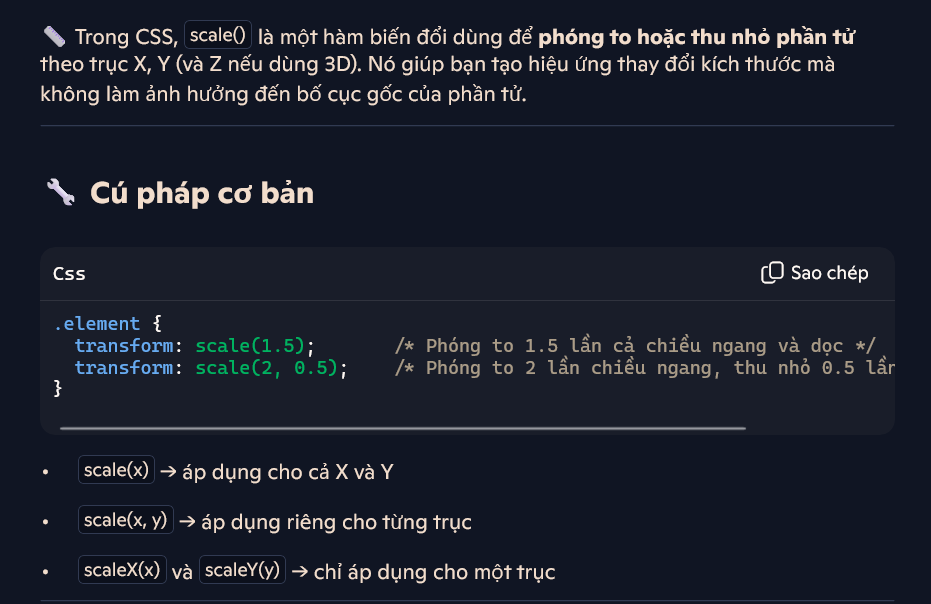 Trong CSS, scale() là một hàm biến đổi dùng để phóng to hoặc thu nhỏ phần tử
theo trục X, Y (và Z nếu dùng 3D). Nó giúp bạn tạo hiệu ứng thay đổi kích thước mà
không làm ảnh hưởng đến bố cục gốc của phần tử.
Cú pháp cơ bản
Css
Sao chép
.element {
transform: scale(1.5); /* Phóng to 1.5 lần cả chiều ngang và dọc */
transform: scale(2, 0.5); /* Phóng to 2 lần chiều ngang, thu nhỏ 0.5 lần
}
• scale(x) → áp dụng cho cả X và Y
• scale(x, y) → áp dụng riêng cho từng trục
• scaleX(x) và scaleY(y) → chỉ áp dụng cho một trục